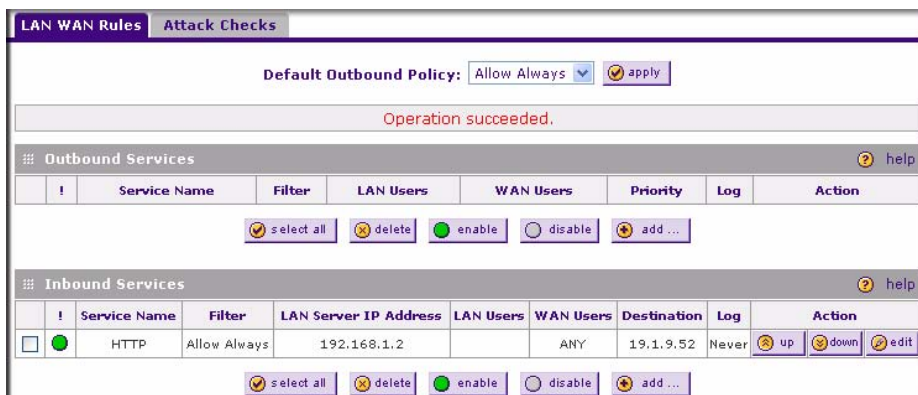 LAN WAN Rules Attack Checks
Default Outbound Policy: Allow Always apply
Operation succeeded.
Outbound Services ? help
! Service Name Filter LAN Users WAN Users Priority Log Action
select all delete enable disable add ...
Inbound Services ? help
! Service Name Filter LAN Server IP Address LAN Users WAN Users Destination Log Action
HTTP Allow Always 192.168.1.2 ANY 19.1.9.52 Never up down edit
select all delete enable disable add ...